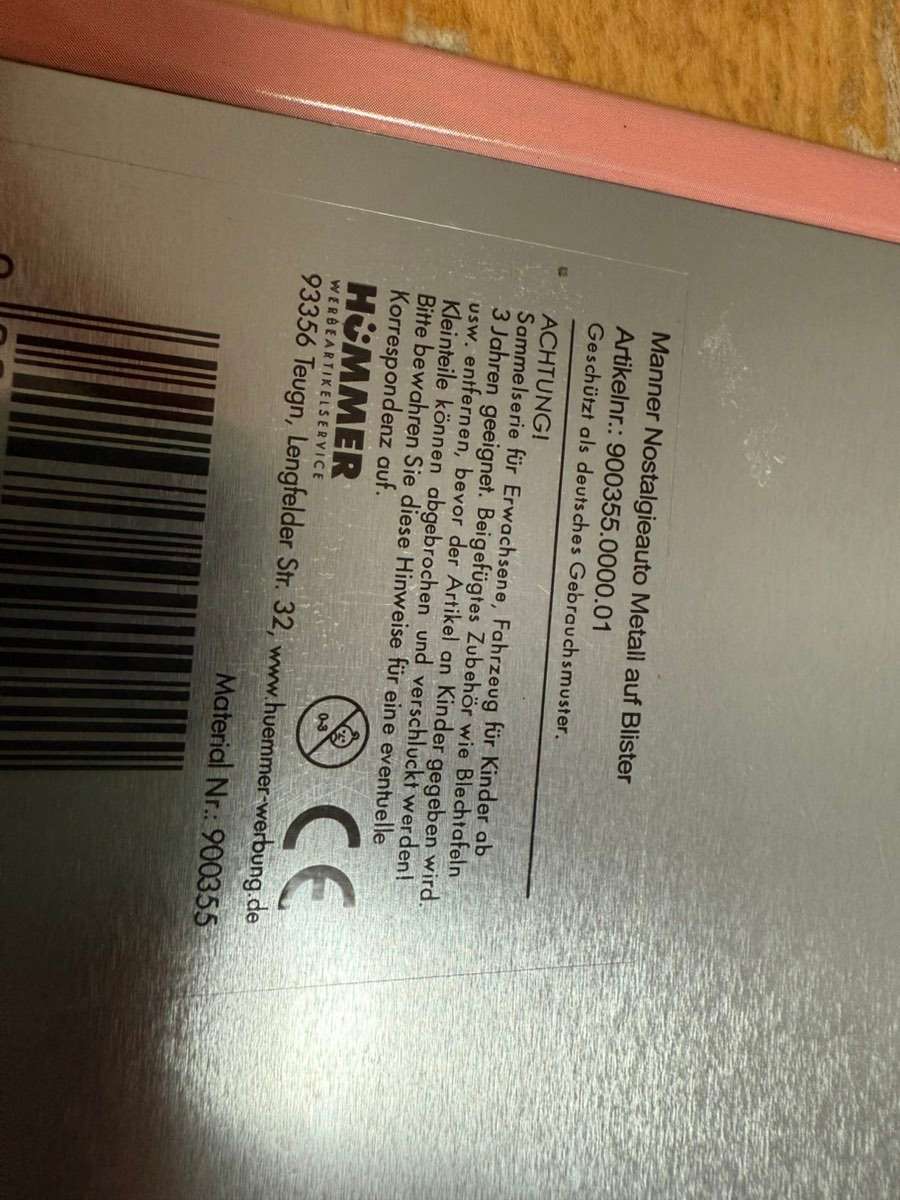 Manner Nostalgieauto Metall auf Blister
Artikelnr.: 900355.0000.01
Geschützt als deutsches Gebrauchsmuster.
ACHTUNG!
Sammelserie für Erwachsene, Fahrzeug für Kinder ab
3 Jahren geeignet. Beigefügtes Zubehör wie Blechtafeln
usw. entfernen, bevor der Artikel an Kinder gegeben wird.
Kleinteile können abgebrochen und verschluckt werden!
Bitte bewahren Sie diese Hinweise für eine eventuelle
Korrespondenz auf.
HÜMMER
WERBEARTIKELSERVICE
0-3
CE
93356 Teugn, Lengfelder Str. 32, www.huemmer-werbung.de
Material Nr.: 900355